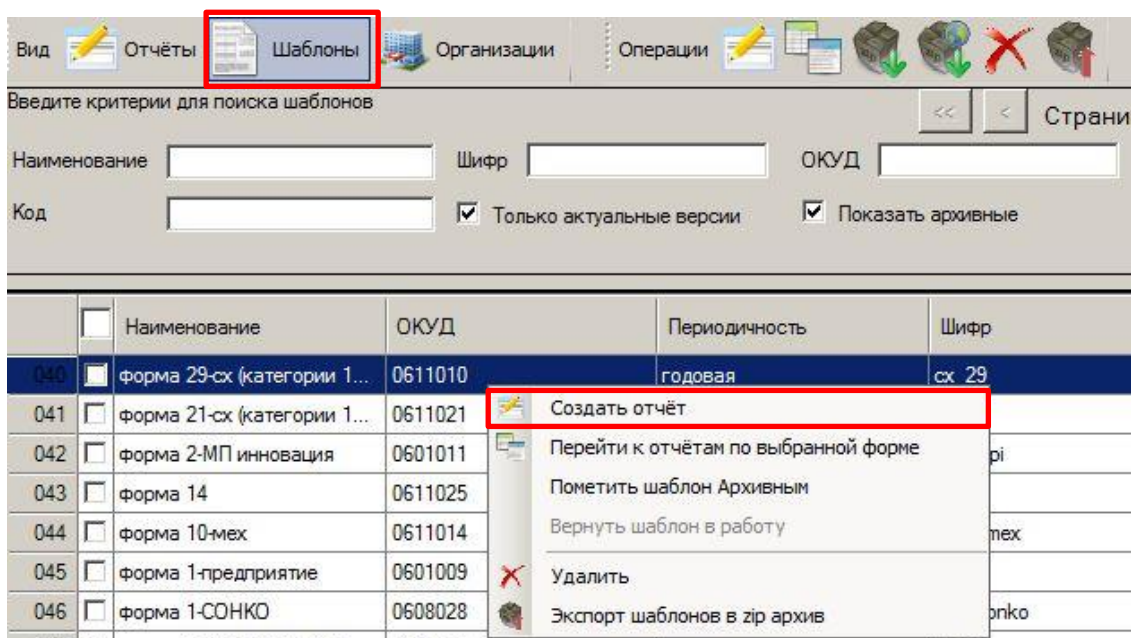 Вид Отчёты Шаблоны Организации Операции
Введите критерии для поиска шаблонов
<< < Страни
Наименование Шифр ОКУД
Код Только актуальные версии Показать архивные
Наименование ОКУД Периодичность Шифр
040 форма 29-сх (категории 1... 0611010 годовая сх_29
041 форма 21-сх (категории 1... 0611021 Создать отчёт
042 форма 2-МП инновация 0601011 Перейти к отчётам по выбранной форме pi
043 форма 14 0611025 Пометить шаблон Архивным
Вернуть шаблон в работу
044 форма 10-мех 0611014 mex
045 форма 1-предприятие 0601009 Удалить
046 форма 1-СОНКО 0608028 Экспорт шаблонов в zip архив onko